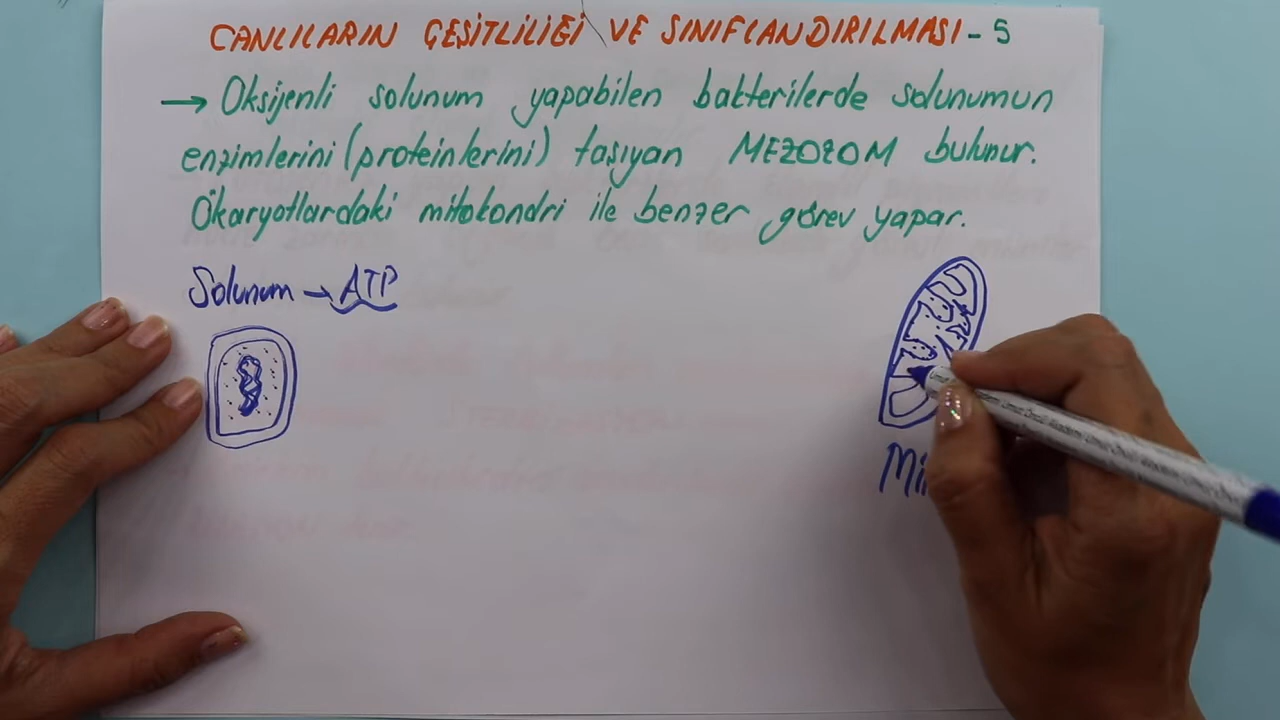 CANLILARIN ÇEŞİTLİLİĞİ VE SINIFLANDIRILMASI - 5
→ Oksijenli solunum yapabilen bakterilerde solunumun
enzimlerini (proteinlerini) taşıyan MEZOZOM bulunur.
Ökaryotlardaki mitokondri ile benzer görev yapar.
Solunum → ATP